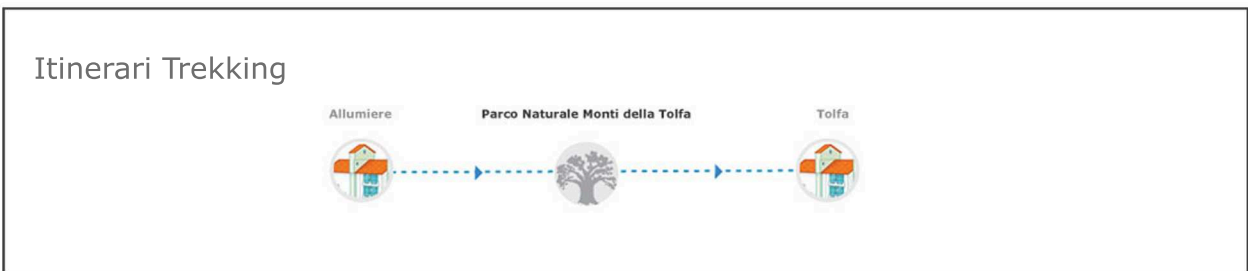 Itinerari Trekking
Allumiere Parco Naturale Monti della Tolfa Tolfa